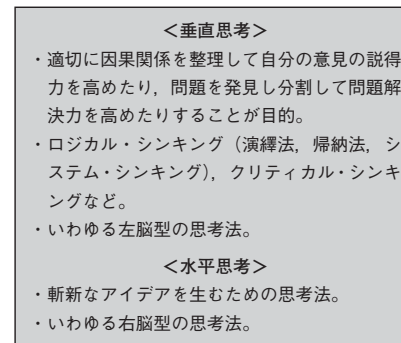 <垂直思考>
・適切に因果関係を整理して自分の意見の説得
力を高めたり，問題を発見し分割して問題解
決力を高めたりすることが目的。
・ロジカル・シンキング（演繹法，帰納法，シ
ステム・シンキング），クリティカル・シンキ
ングなど。
・いわゆる左脳型の思考法。
<水平思考>
・斬新なアイデアを生むための思考法。
・いわゆる右脳型の思考法。